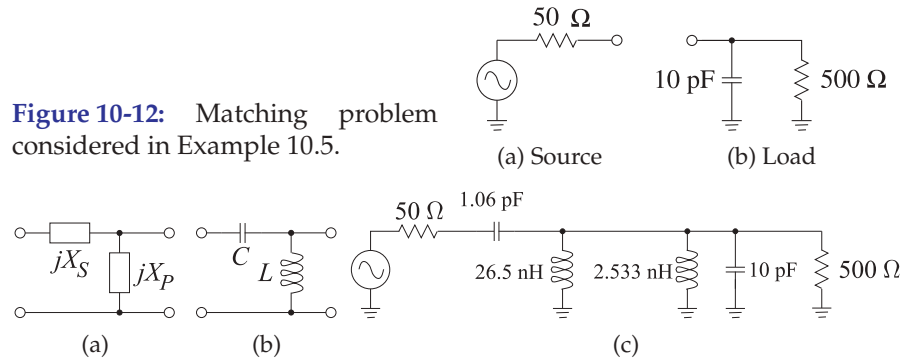 50 Ω
10 pF
500 Ω
Figure 10-12: Matching problem
considered in Example 10.5.
(a) Source
(b) Load
jX_S
jX_P
(a)
C
L
(b)
50 Ω
1.06 pF
26.5 nH
2.533 nH
10 pF
500 Ω
(c)